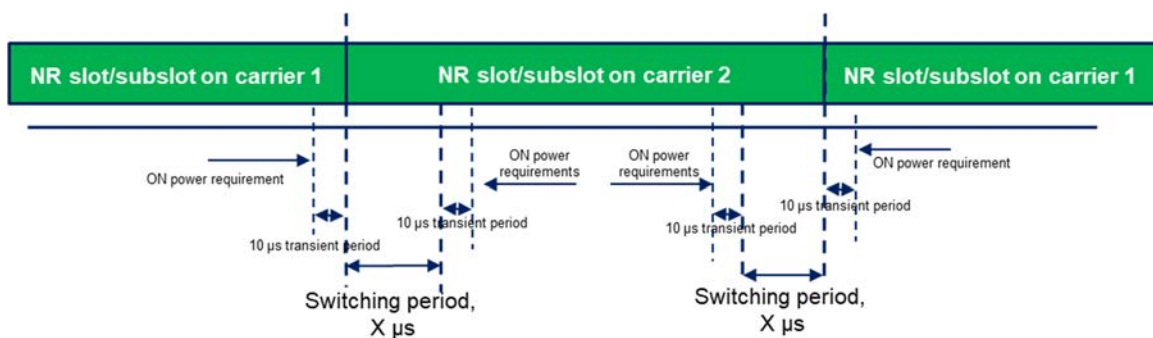 NR slot/subslot on carrier 1
NR slot/subslot on carrier 2
NR slot/subslot on carrier 1
ON power requirement
ON power
requirements
ON power
requirements
ON power requirement
10 µs transient period
10 µs transient period
10 µs transient period
10 µs transient period
Switching period,
X µs
Switching period,
X µs